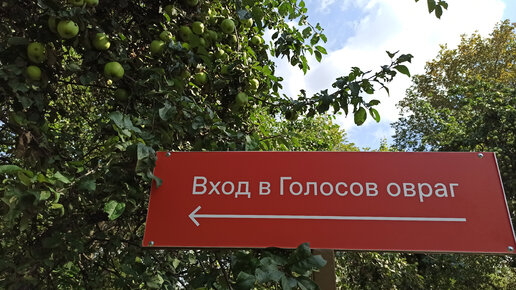 Вход в Голосов овраг